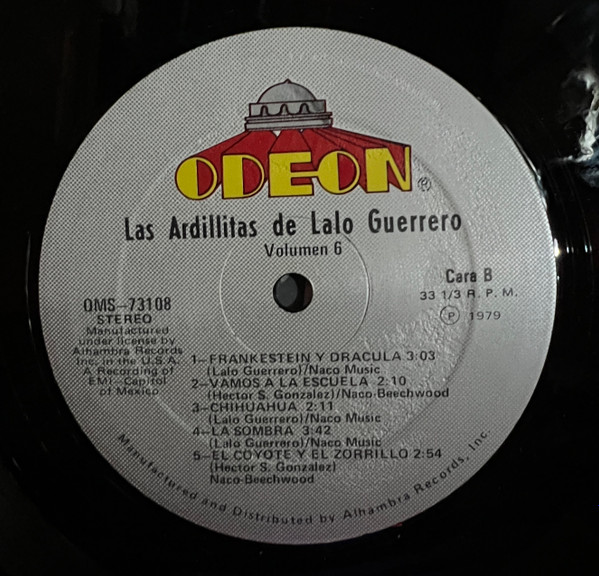 ODEON ®
Las Ardillitas de Lalo Guerrero
Volumen 6
Cara B
33 1/3 R. P. M.
Ⓟ 1979
OMS-73108
STEREO
Manufactured
under license by
Alhambra Records
Inc. in the U.S.A.
A Recording of
EMI-Capitol
of Mexico
1-FRANKESTEIN Y DRACULA 3:03
(Lalo Guerrero)/Naco Music
2-VAMOS A LA ESCUELA 2:10
(Hector S. Gonzalez)/Naco-Beechwood
3-CHIHUAHUA 2:11
(Lalo Guerrero)/Naco Music
4-LA SOMBRA 3:42
(Lalo Guerrero)/Naco Music
5-EL COYOTE Y EL ZORRILLO 2:54
(Hector S. Gonzalez)
Naco-Beechwood
Manufactured and Distributed by Alhambra Records, Inc.